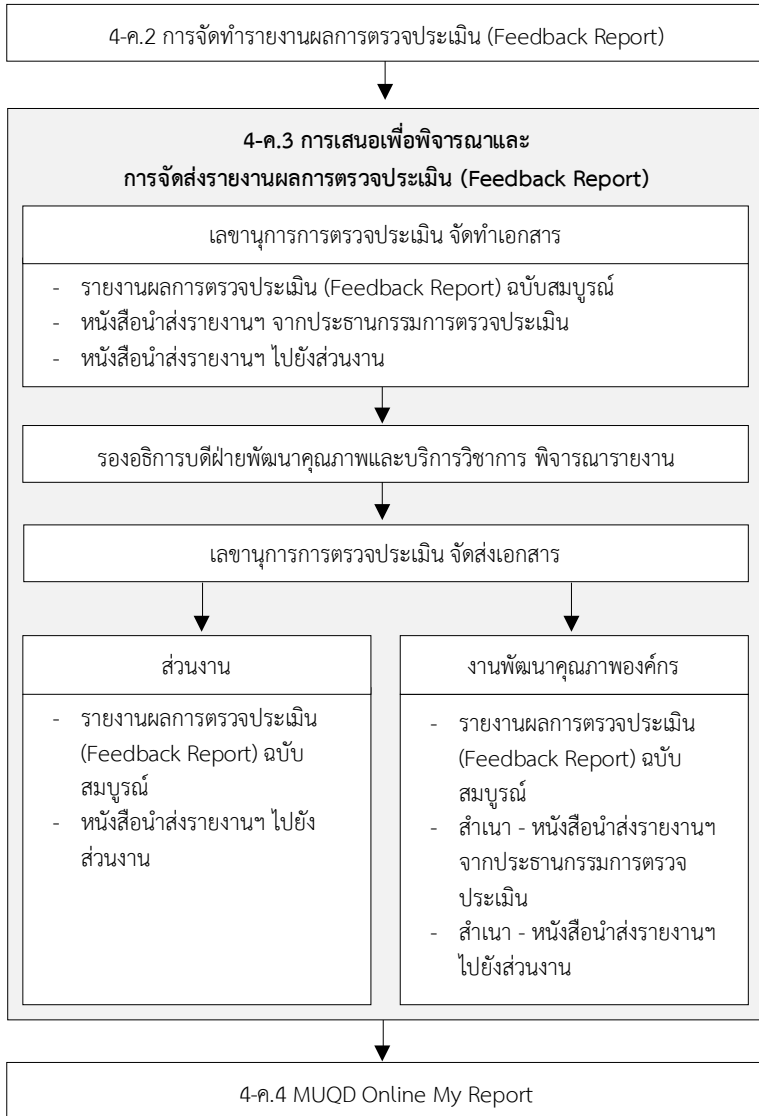 4-ค.2 การจัดทำรายงานผลการตรวจประเมิน (Feedback Report)
4-ค.3 การเสนอเพื่อพิจารณาและ
การจัดส่งรายงานผลการตรวจประเมิน (Feedback Report)
เลขานุการการตรวจประเมิน จัดทำเอกสาร
- รายงานผลการตรวจประเมิน (Feedback Report) ฉบับสมบูรณ์
- หนังสือนำส่งรายงานฯ จากประธานกรรมการตรวจประเมิน
- หนังสือนำส่งรายงานฯ ไปยังส่วนงาน
รองอธิการบดีฝ่ายพัฒนาคุณภาพและบริการวิชาการ พิจารณารายงาน
เลขานุการการตรวจประเมิน จัดส่งเอกสาร
ส่วนงาน
- รายงานผลการตรวจประเมิน
(Feedback Report) ฉบับ
สมบูรณ์
- หนังสือนำส่งรายงานฯ ไปยัง
ส่วนงาน
งานพัฒนาคุณภาพองค์กร
- รายงานผลการตรวจประเมิน
(Feedback Report) ฉบับ
สมบูรณ์
- สำเนา - หนังสือนำส่งรายงานฯ
จากประธานกรรมการตรวจ
ประเมิน
- สำเนา - หนังสือนำส่งรายงานฯ
ไปยังส่วนงาน
4-ค.4 MUQD Online My Report